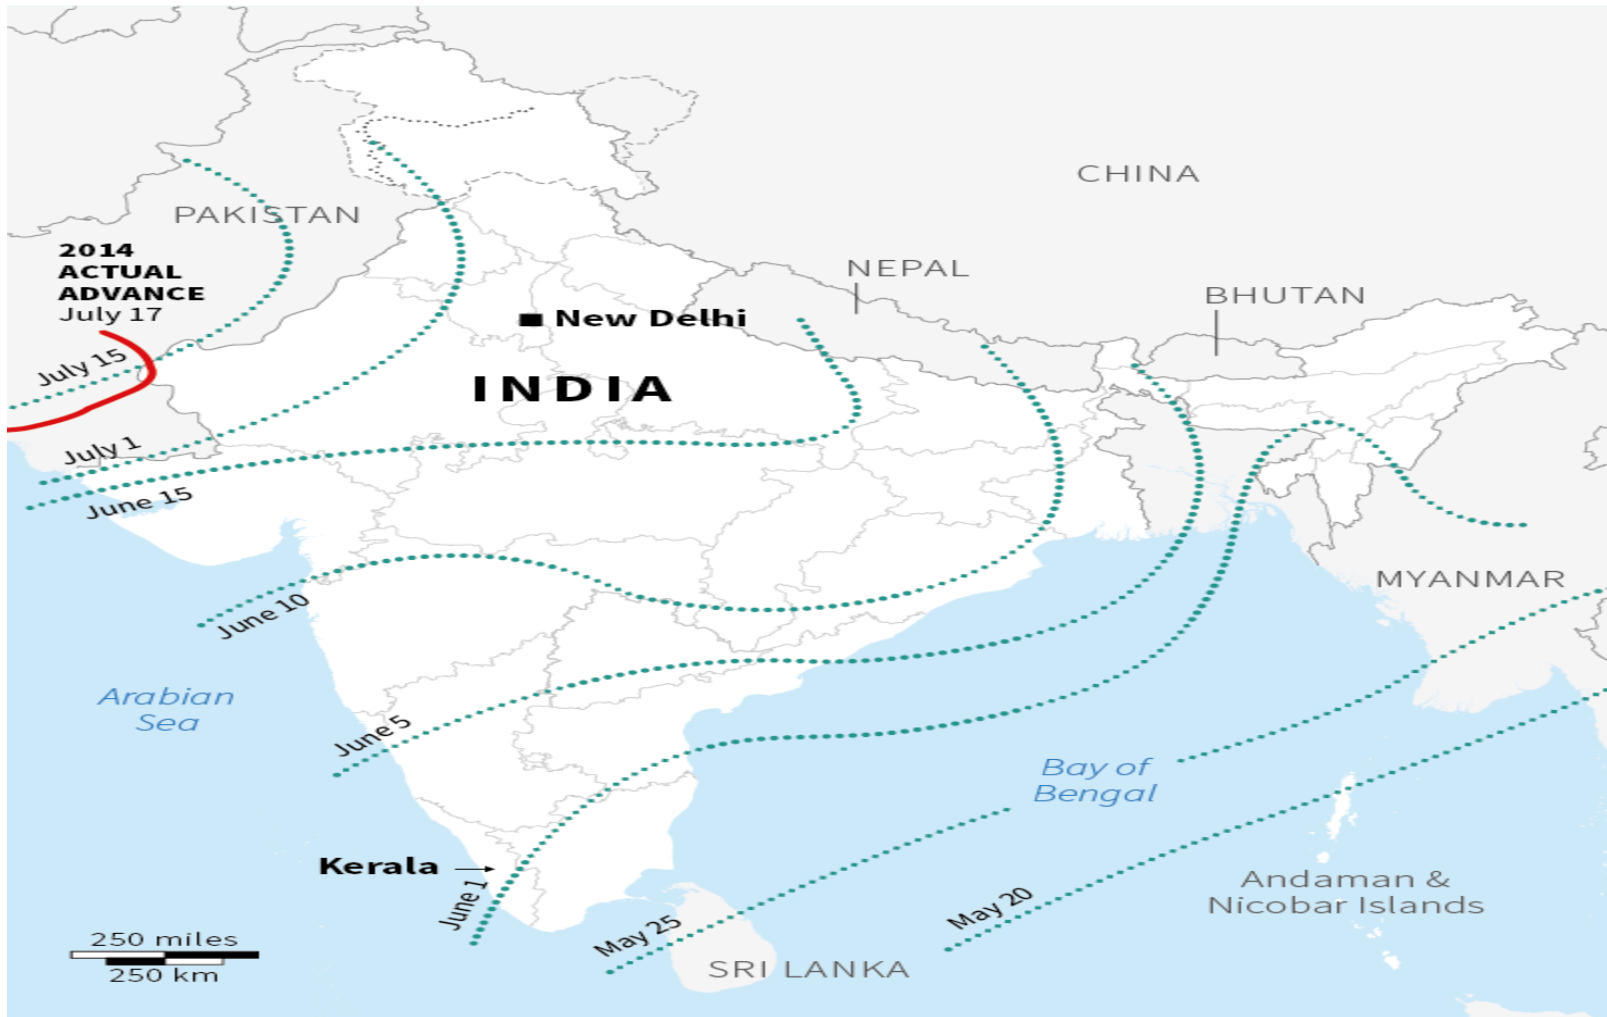 CHINA
PAKISTAN
2014
ACTUAL
ADVANCE
July 17
NEPAL
BHUTAN
New Delhi
INDIA
July 15
July 1
June 15
June 10
MYANMAR
Arabian
Sea
June 5
Bay of
Bengal
Kerala
June 1
May 25
May 20
Andaman &
Nicobar Islands
SRI LANKA
250 miles
250 km